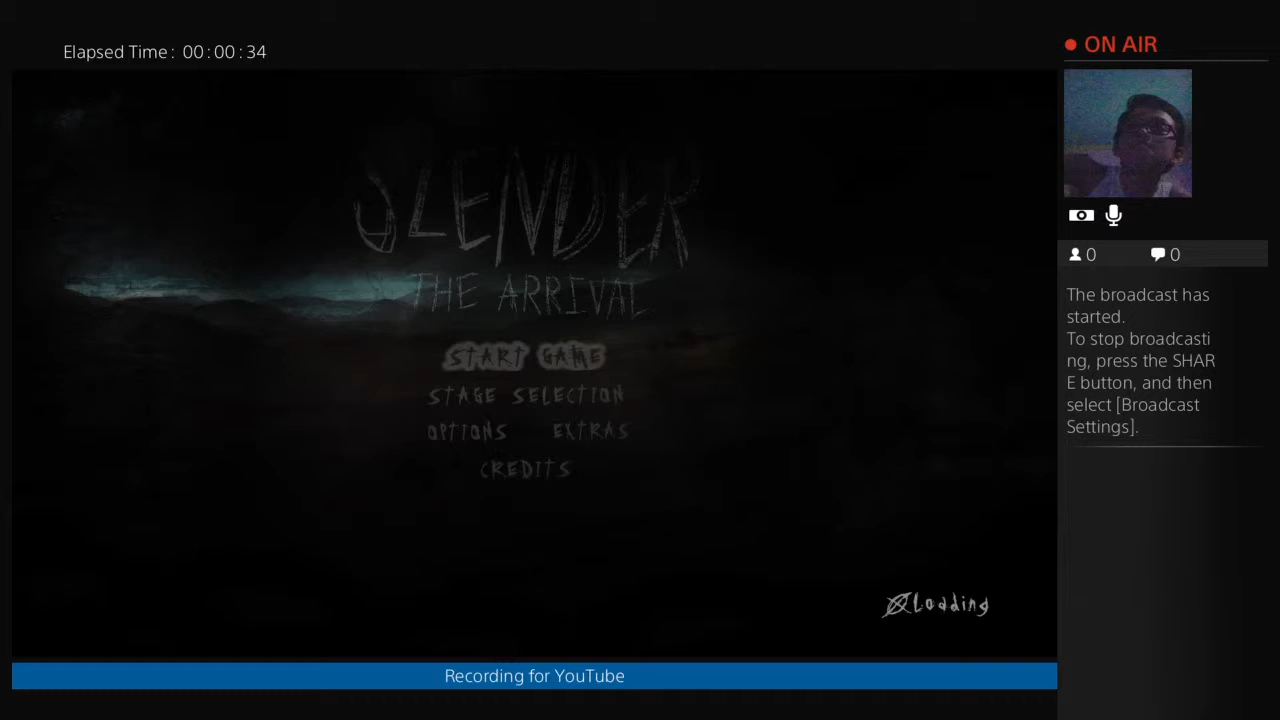 Elapsed Time: 00:00:34
ON AIR
SLENDER
THE ARRIVAL
START GAME
STAGE SELECTION
OPTIONS EXTRAS
CREDITS
Loading
0 0
The broadcast has
started.
To stop broadcasti
ng, press the SHAR
E button, and then
select [Broadcast
Settings].
Recording for YouTube